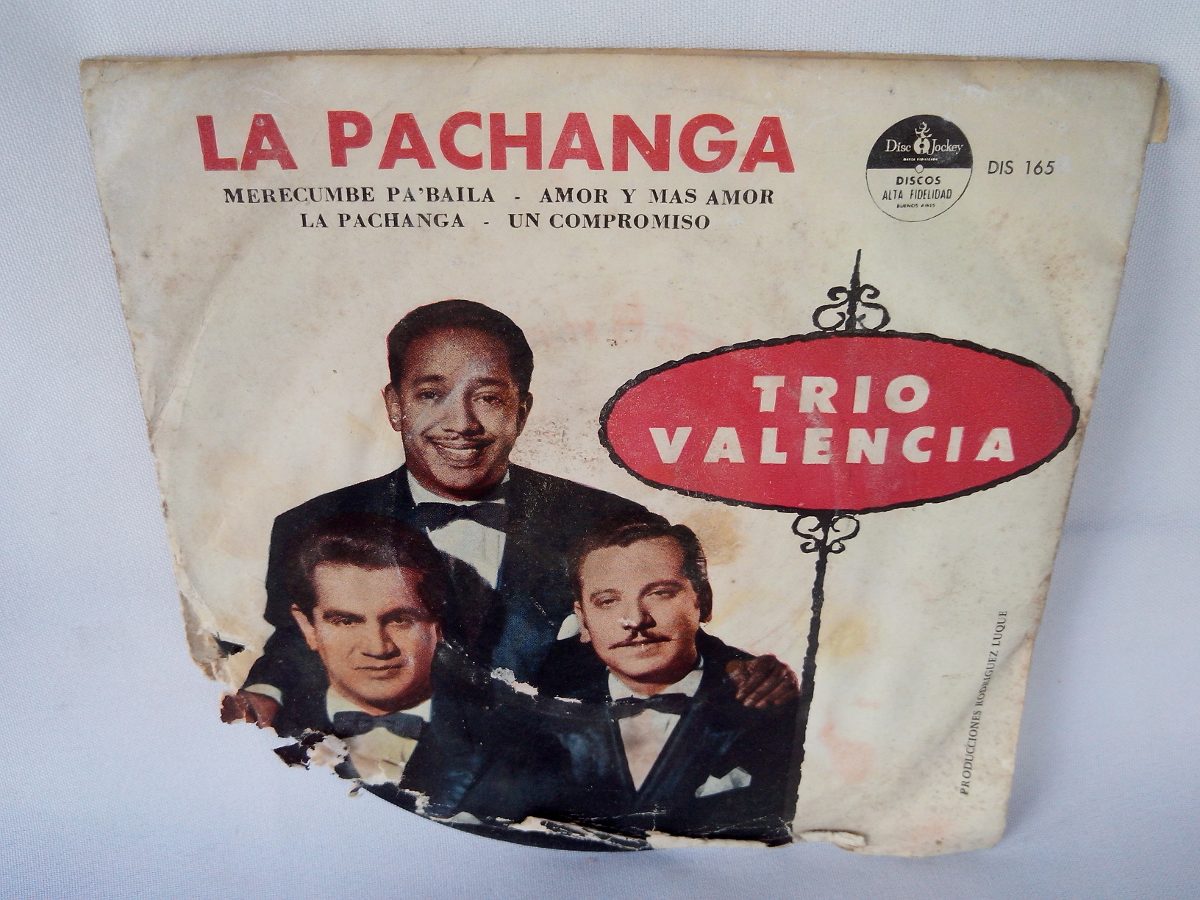 LA PACHANGA
MERECUMBE PA'BAILA - AMOR Y MAS AMOR
LA PACHANGA - UN COMPROMISO
Disc Jockey
DISCOS
ALTA FIDELIDAD
BUENOS AIRES
DIS 165
TRIO
VALENCIA
PRODUCCIONES RODRIGUEZ LUQUE